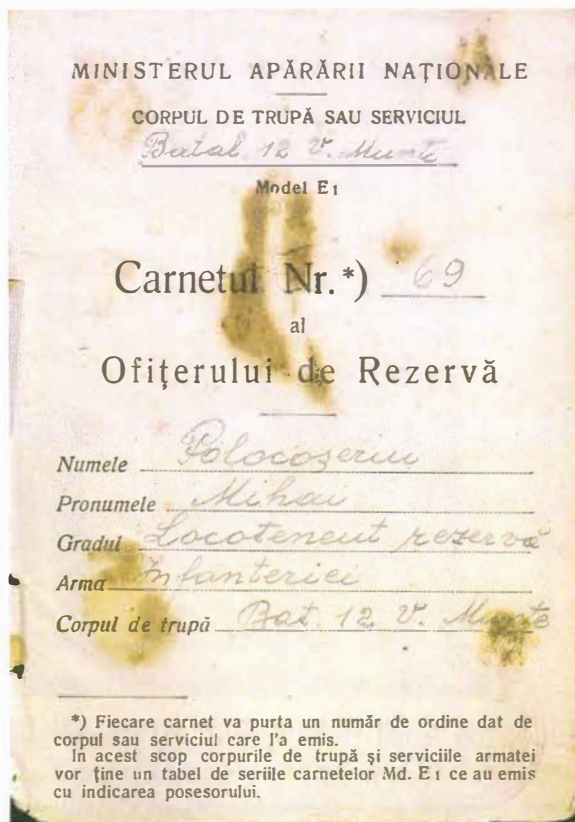 MINISTERUL APĂRĂRII NAȚIONALE
CORPUL DE TRUPĂ SAU SERVICIUL
Batal. 12 V. Munte
Model E1
Carnetul Nr.*) 69
al
Ofițerului de Rezervă
Numele Polocoșeriu
Pronumele Mihai
Gradul Locotenent rezervă
Arma Infanteriei
Corpul de trupă Bat. 12 V. Munte
*) Fiecare carnet va purta un număr de ordine dat de
corpul sau serviciul care l'a emis.
In acest scop corpurile de trupă și serviciile armatei
vor ține un tabel de seriile carnetelor Md. E1 ce au emis
cu indicarea posesorului.